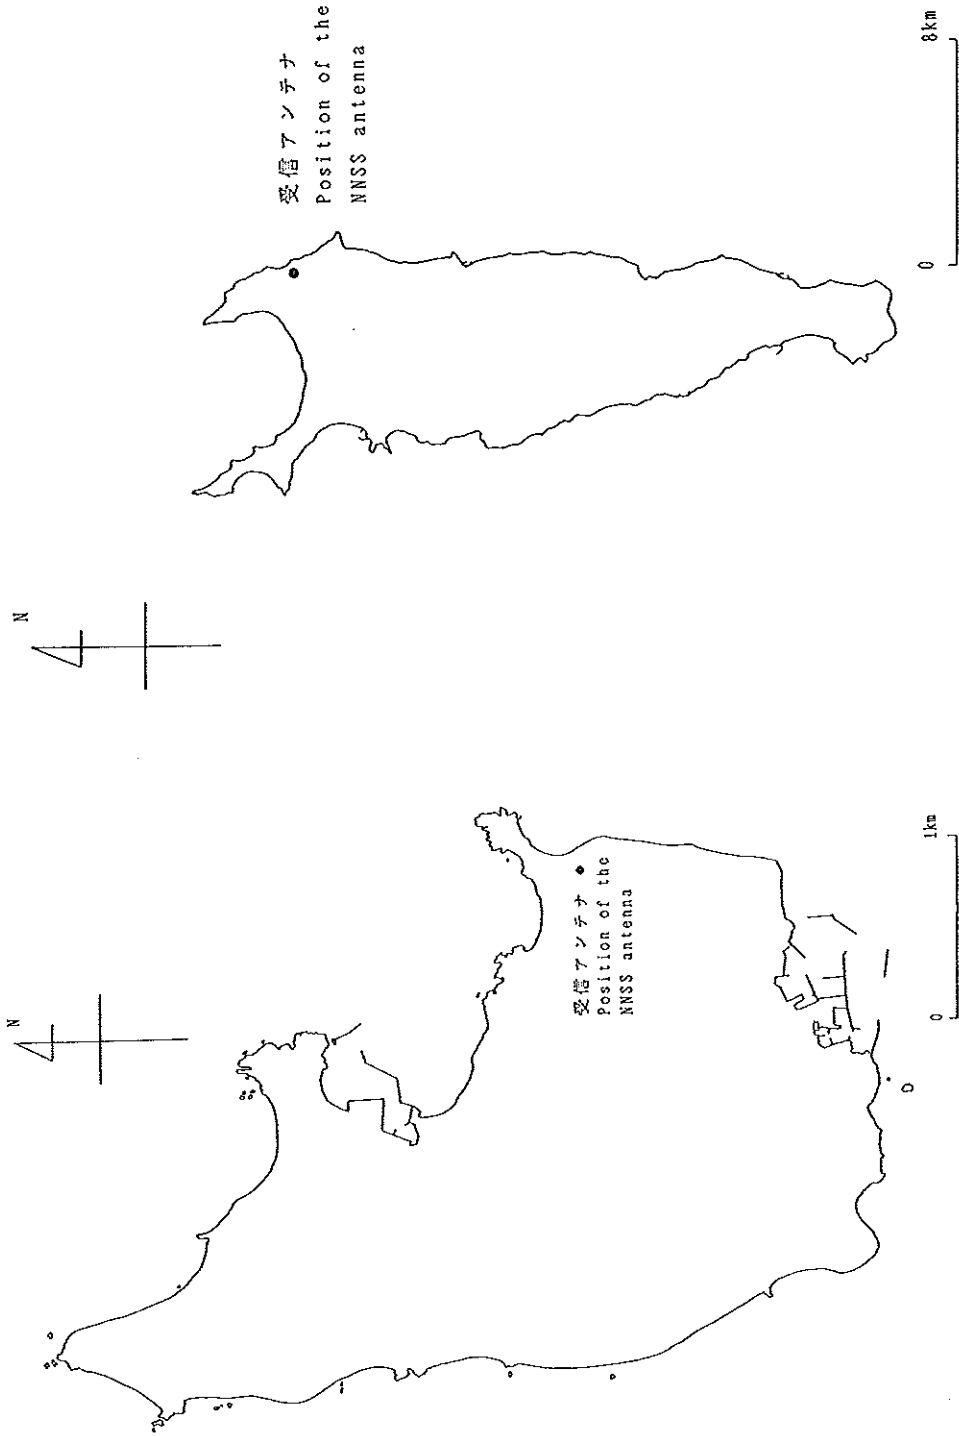 N
受信アンテナ
Position of the
NNSS antenna
0
1km
N
受信アンテナ
Position of the
NNSS antenna
0
8km